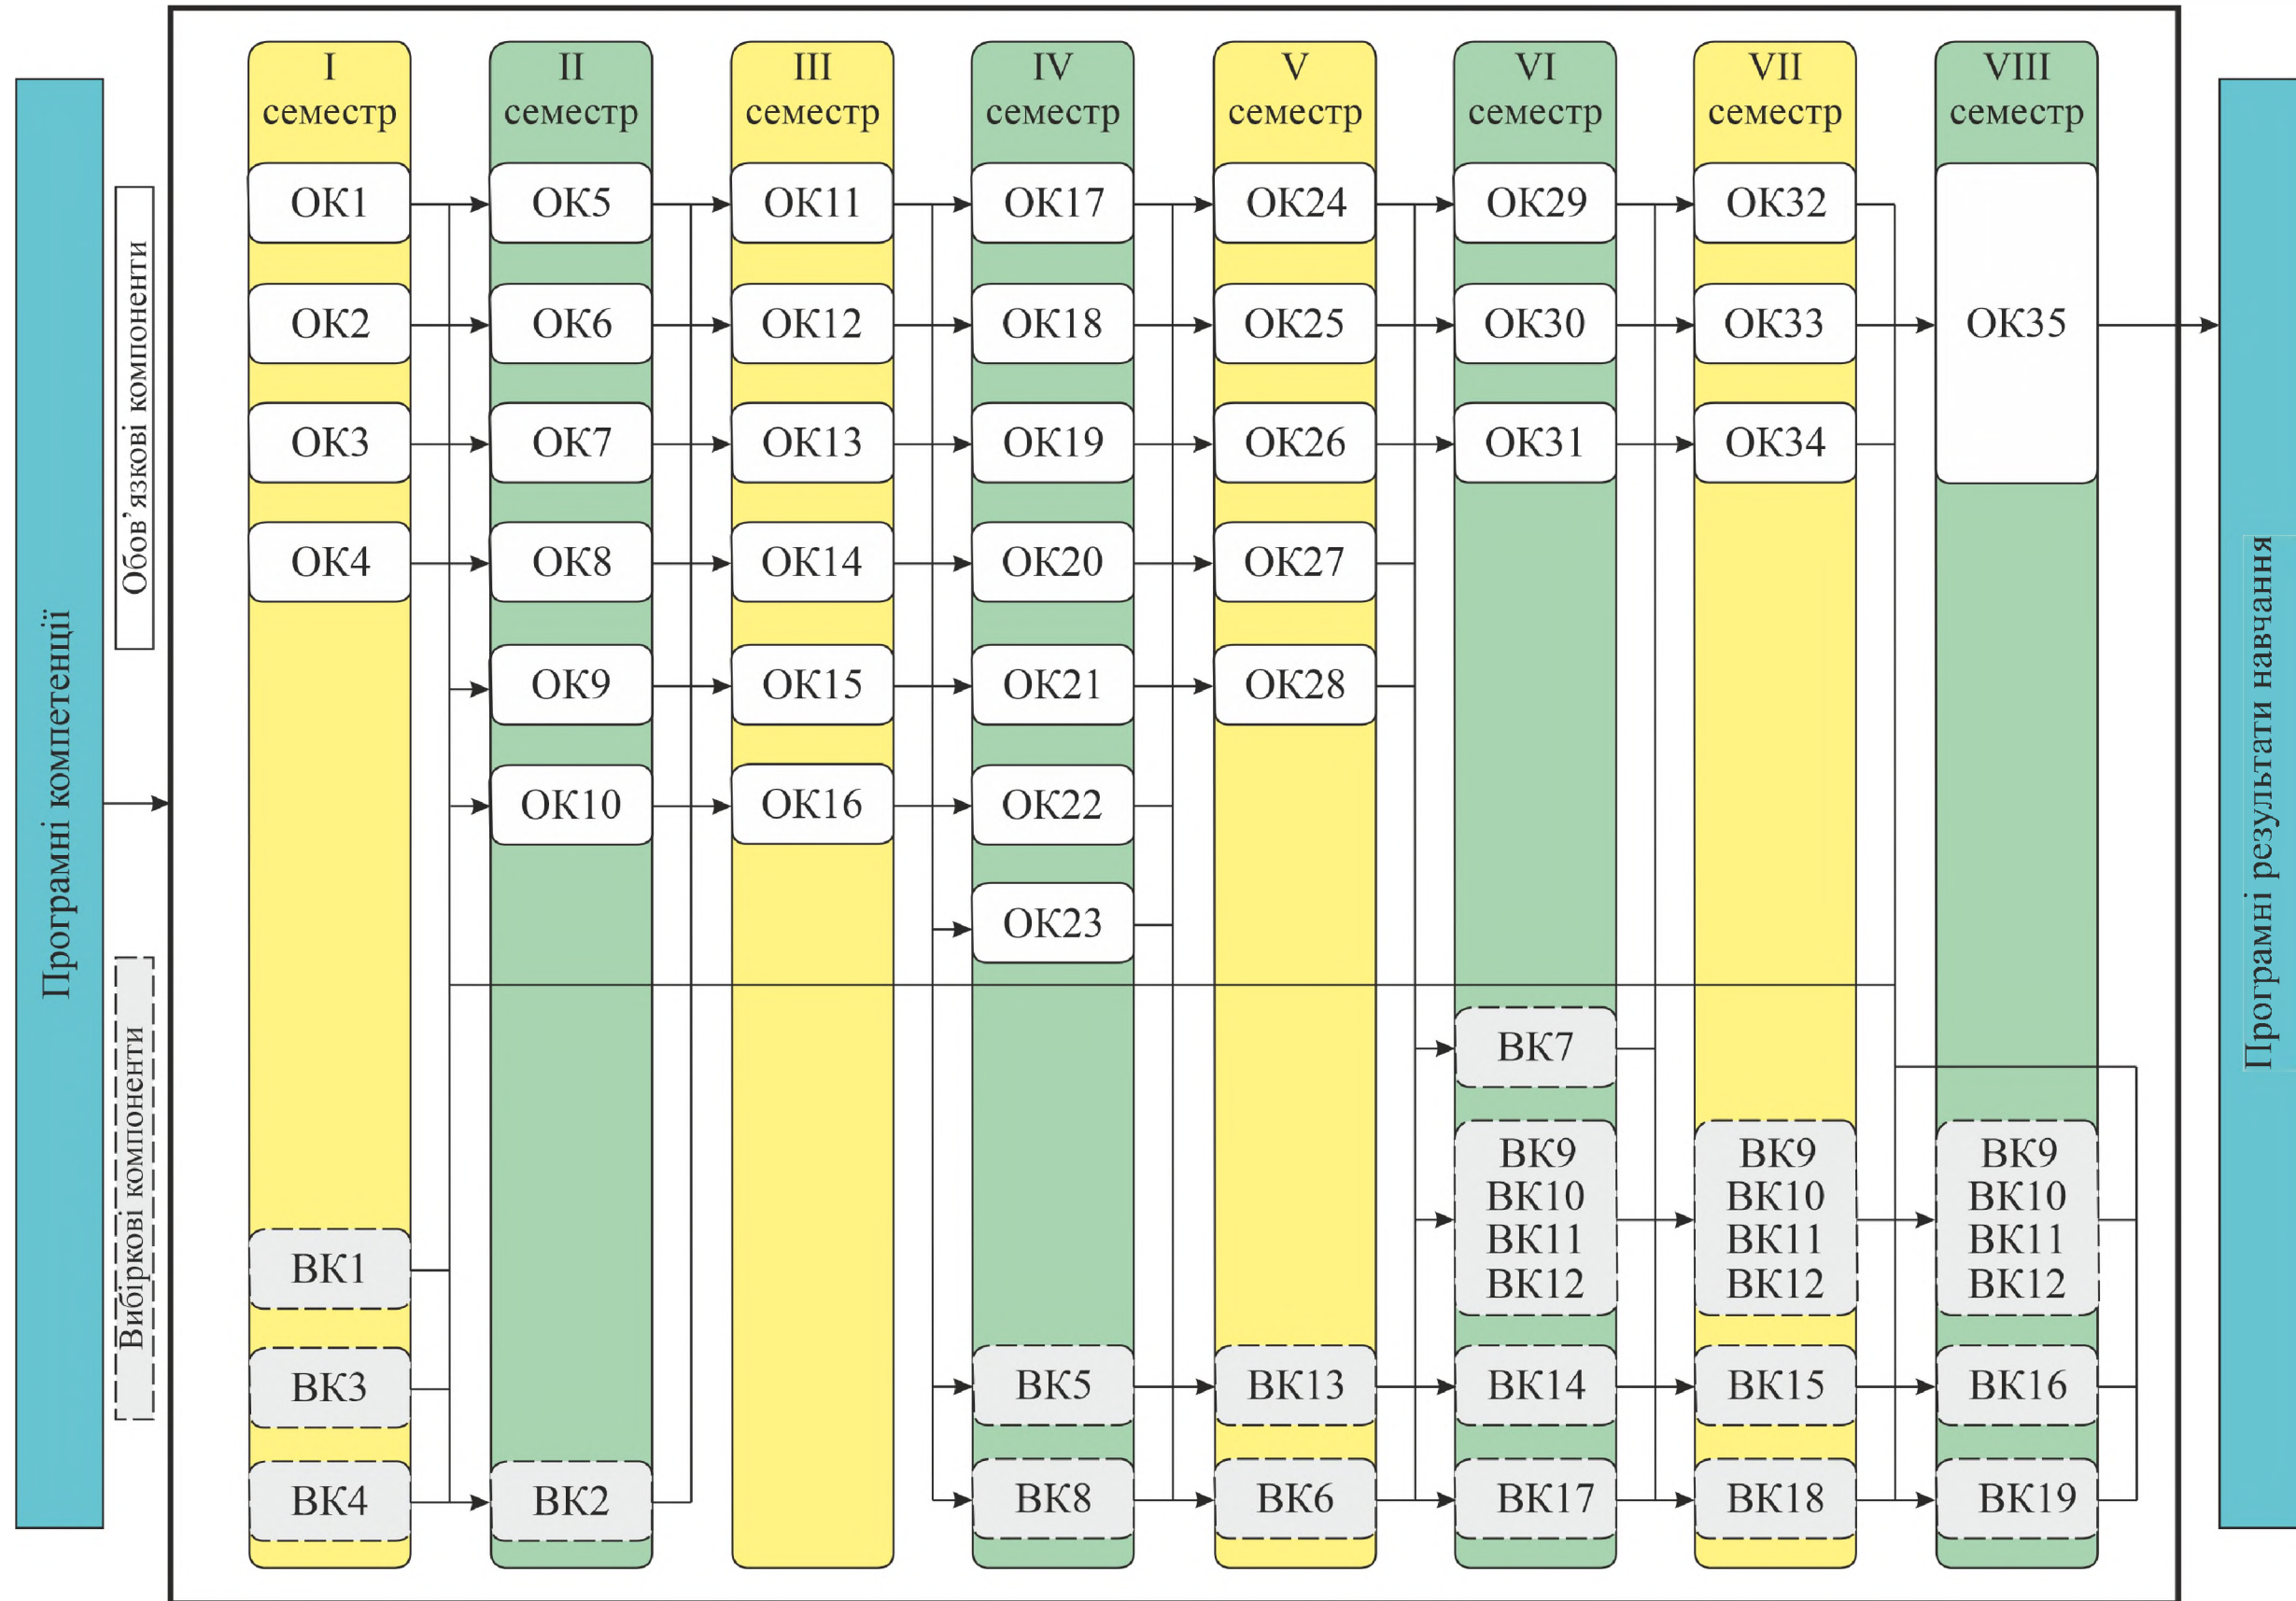 Програмні компетенції
Обов’язкові компоненти
Вибіркові компоненти
I
семестр
ОК1
ОК2
ОК3
ОК4
ВК1
ВК3
ВК4
II
семестр
ОК5
ОК6
ОК7
ОК8
ОК9
ОК10
ВК2
III
семестр
ОК11
ОК12
ОК13
ОК14
ОК15
ОК16
IV
семестр
ОК17
ОК18
ОК19
ОК20
ОК21
ОК22
ОК23
ВК5
ВК8
V
семестр
ОК24
ОК25
ОК26
ОК27
ОК28
ВК13
ВК6
VI
семестр
ОК29
ОК30
ОК31
ВК7
ВК9
ВК10
ВК11
ВК12
ВК14
ВК17
VII
семестр
ОК32
ОК33
ОК34
ВК9
ВК10
ВК11
ВК12
ВК15
ВК18
VIII
семестр
ОК35
ВК9
ВК10
ВК11
ВК12
ВК16
ВК19
Програмні результати навчання